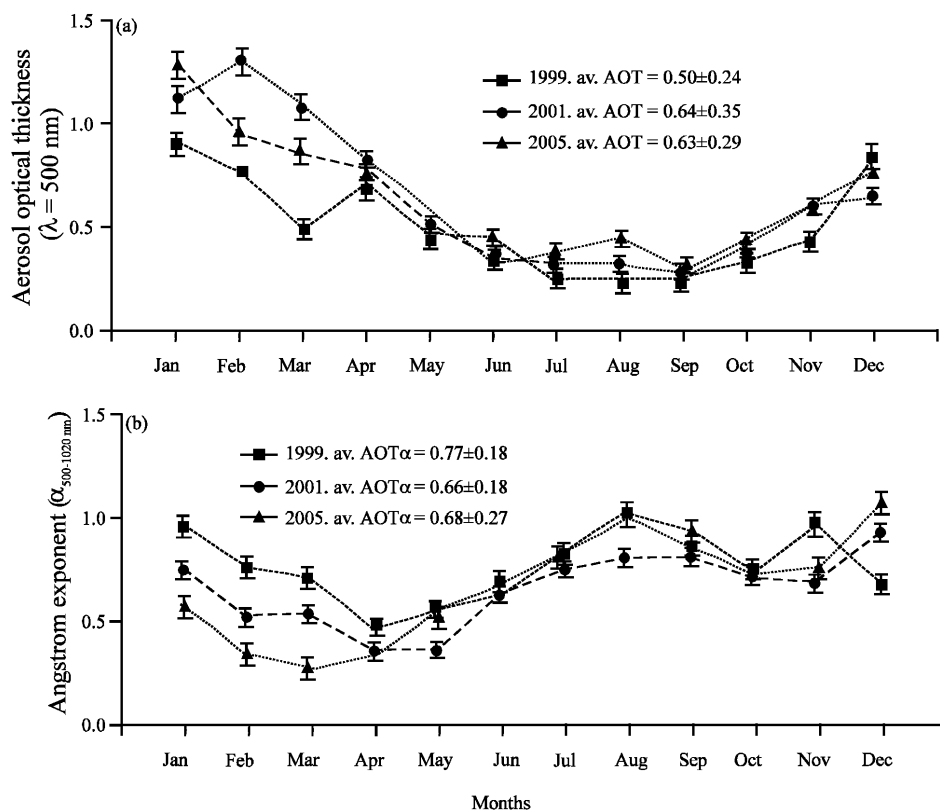 (a)
1.5
1.0
0.5
0.0
Aerosol optical thickness
(λ = 500 nm)
1999. av. AOT = 0.50±0.24
2001. av. AOT = 0.64±0.35
2005. av. AOT = 0.63±0.29
Jan Feb Mar Apr May Jun Jul Aug Sep Oct Nov Dec
(b)
1.5
1.0
0.5
0.0
Angstrom exponent (α500-1020 nm)
1999. av. AOTα = 0.77±0.18
2001. av. AOTα = 0.66±0.18
2005. av. AOTα = 0.68±0.27
Jan Feb Mar Apr May Jun Jul Aug Sep Oct Nov Dec
Months